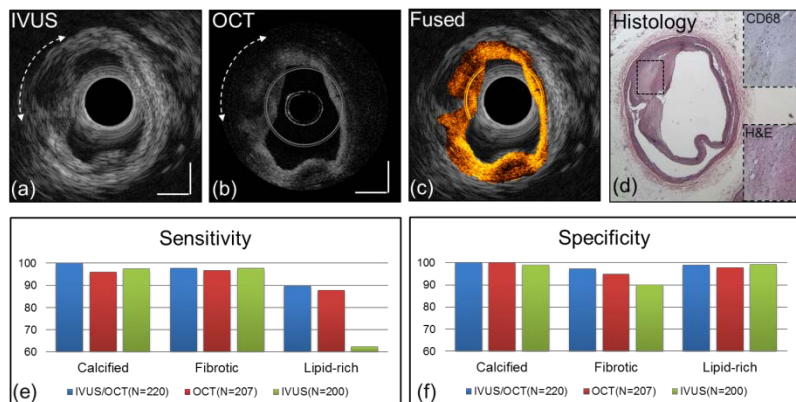 IVUS
OCT
Fused
Histology
CD68
H&E
(a)
(b)
(c)
(d)
Sensitivity
100
90
80
70
60
Calcified
Fibrotic
Lipid-rich
(e)
IVUS/OCT(N=220)
OCT(N=207)
IVUS(N=200)
Specificity
100
90
80
70
60
Calcified
Fibrotic
Lipid-rich
(f)
IVUS/OCT(N=220)
OCT(N=207)
IVUS(N=200)